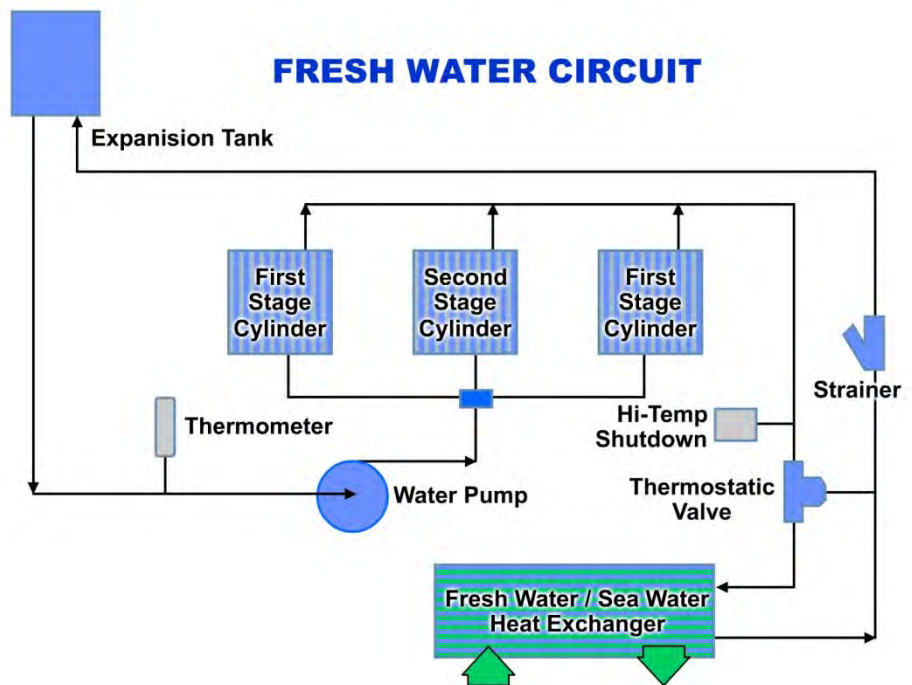 FRESH WATER CIRCUIT
Expanision Tank
First
Stage
Cylinder
Second
Stage
Cylinder
First
Stage
Cylinder
Strainer
Thermometer
Hi-Temp
Shutdown
Water Pump
Thermostatic
Valve
Fresh Water / Sea Water
Heat Exchanger